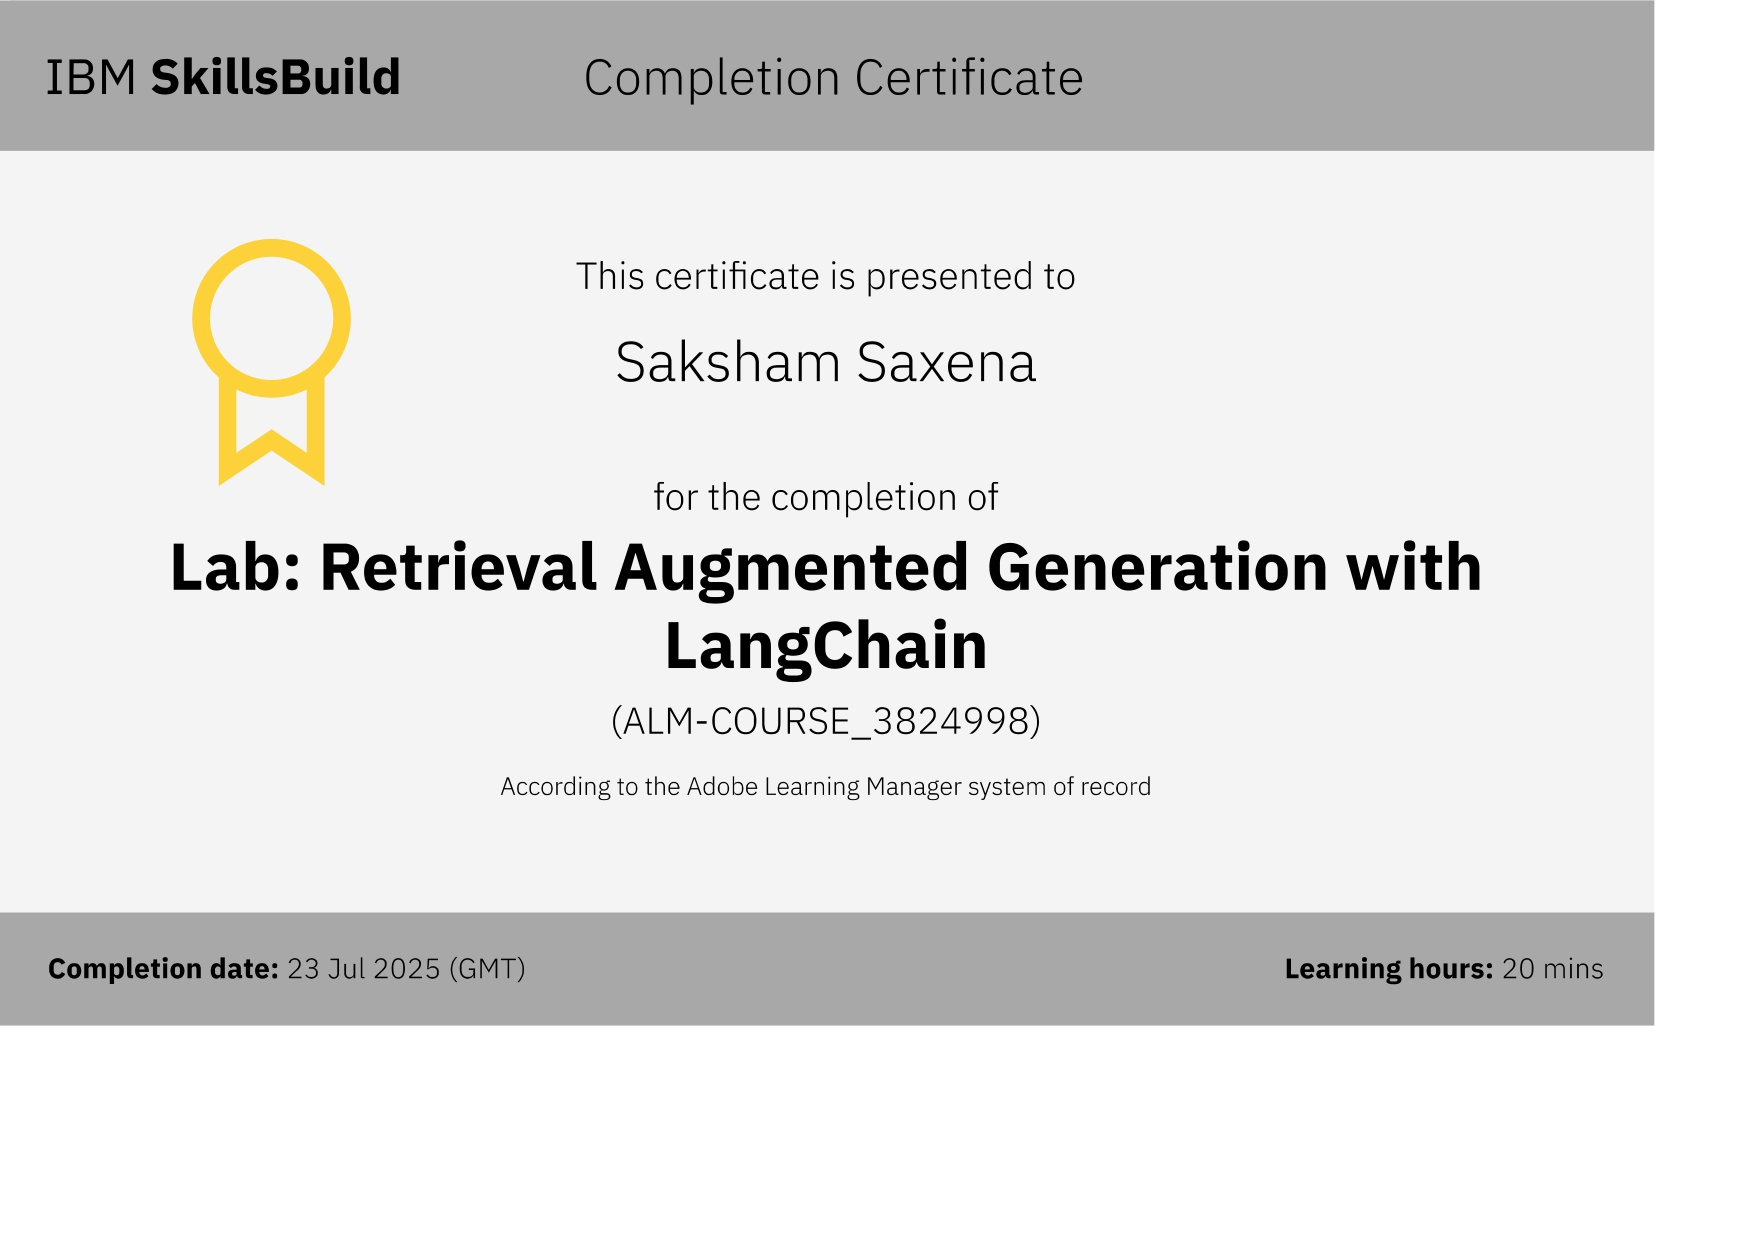 IBM SkillsBuild
Completion Certificate
This certificate is presented to
Saksham Saxena
for the completion of
Lab: Retrieval Augmented Generation with
LangChain
(ALM-COURSE_3824998)
According to the Adobe Learning Manager system of record
Completion date: 23 Jul 2025 (GMT)
Learning hours: 20 mins